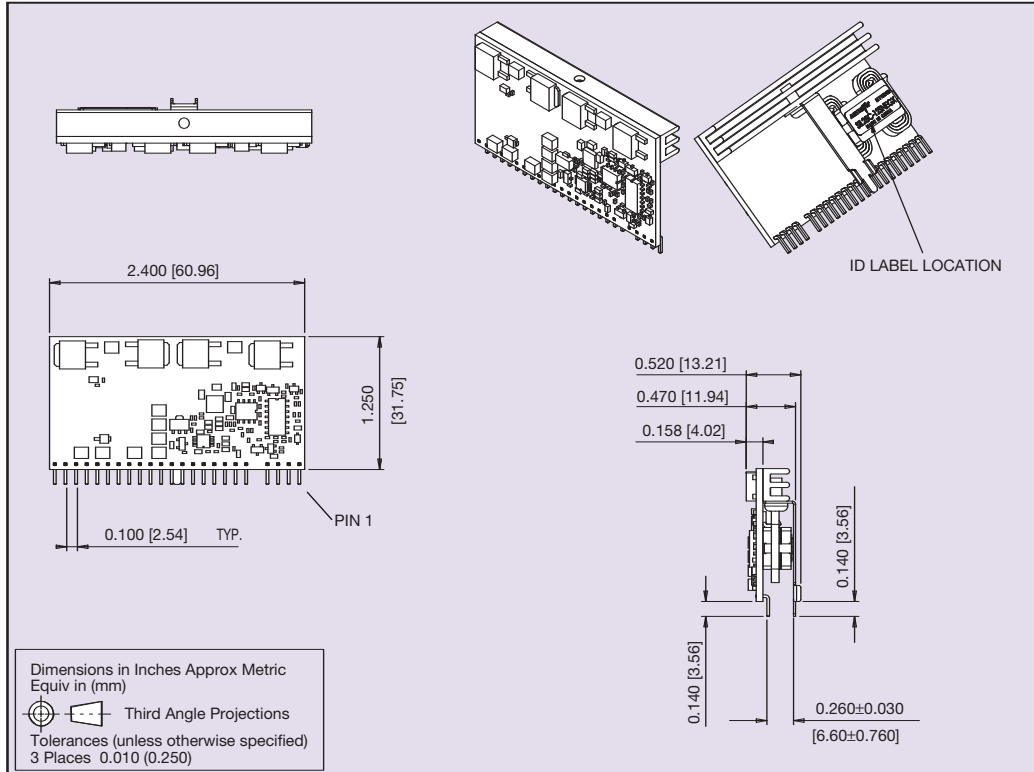 ID LABEL LOCATION
2.400 [60.96]
1.250
[31.75]
PIN 1
0.100 [2.54] TYP.
0.520 [13.21]
0.470 [11.94]
0.158 [4.02]
0.140 [3.56]
0.140 [3.56]
0.260±0.030
[6.60±0.760]
Dimensions in Inches Approx Metric
Equiv in (mm)
Third Angle Projections
Tolerances (unless otherwise specified)
3 Places 0.010 (0.250)